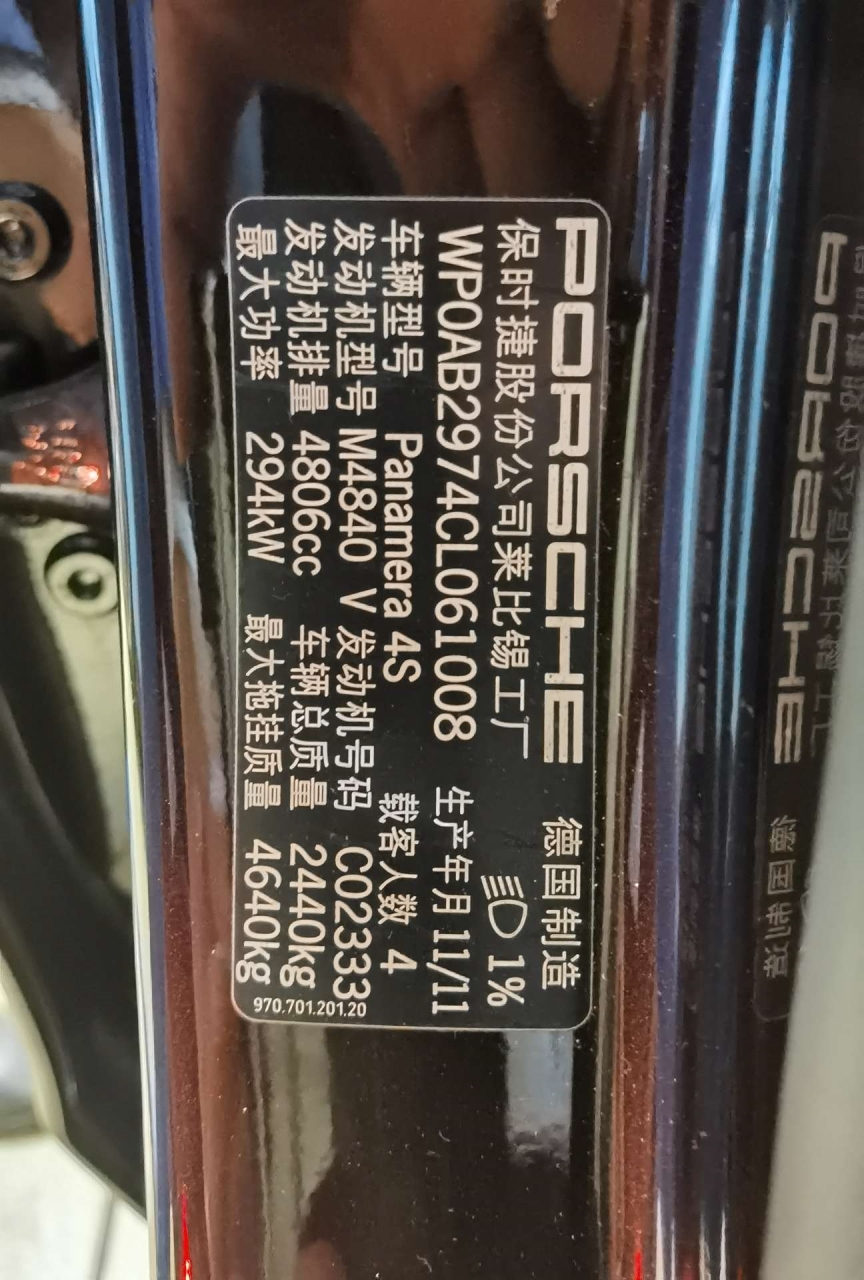 PORSCHE 德国制造
保时捷股份公司莱比锡工厂 1%
WP0AB2974CL061008 生产年月 11/11
车辆型号 Panamera 4S 载客人数 4
发动机型号 M4840 V 发动机号码 C02333
发动机排量 4806cc 车辆总质量 2440kg
最大功率 294kW 最大拖挂质量 4640kg
970.701.201.20